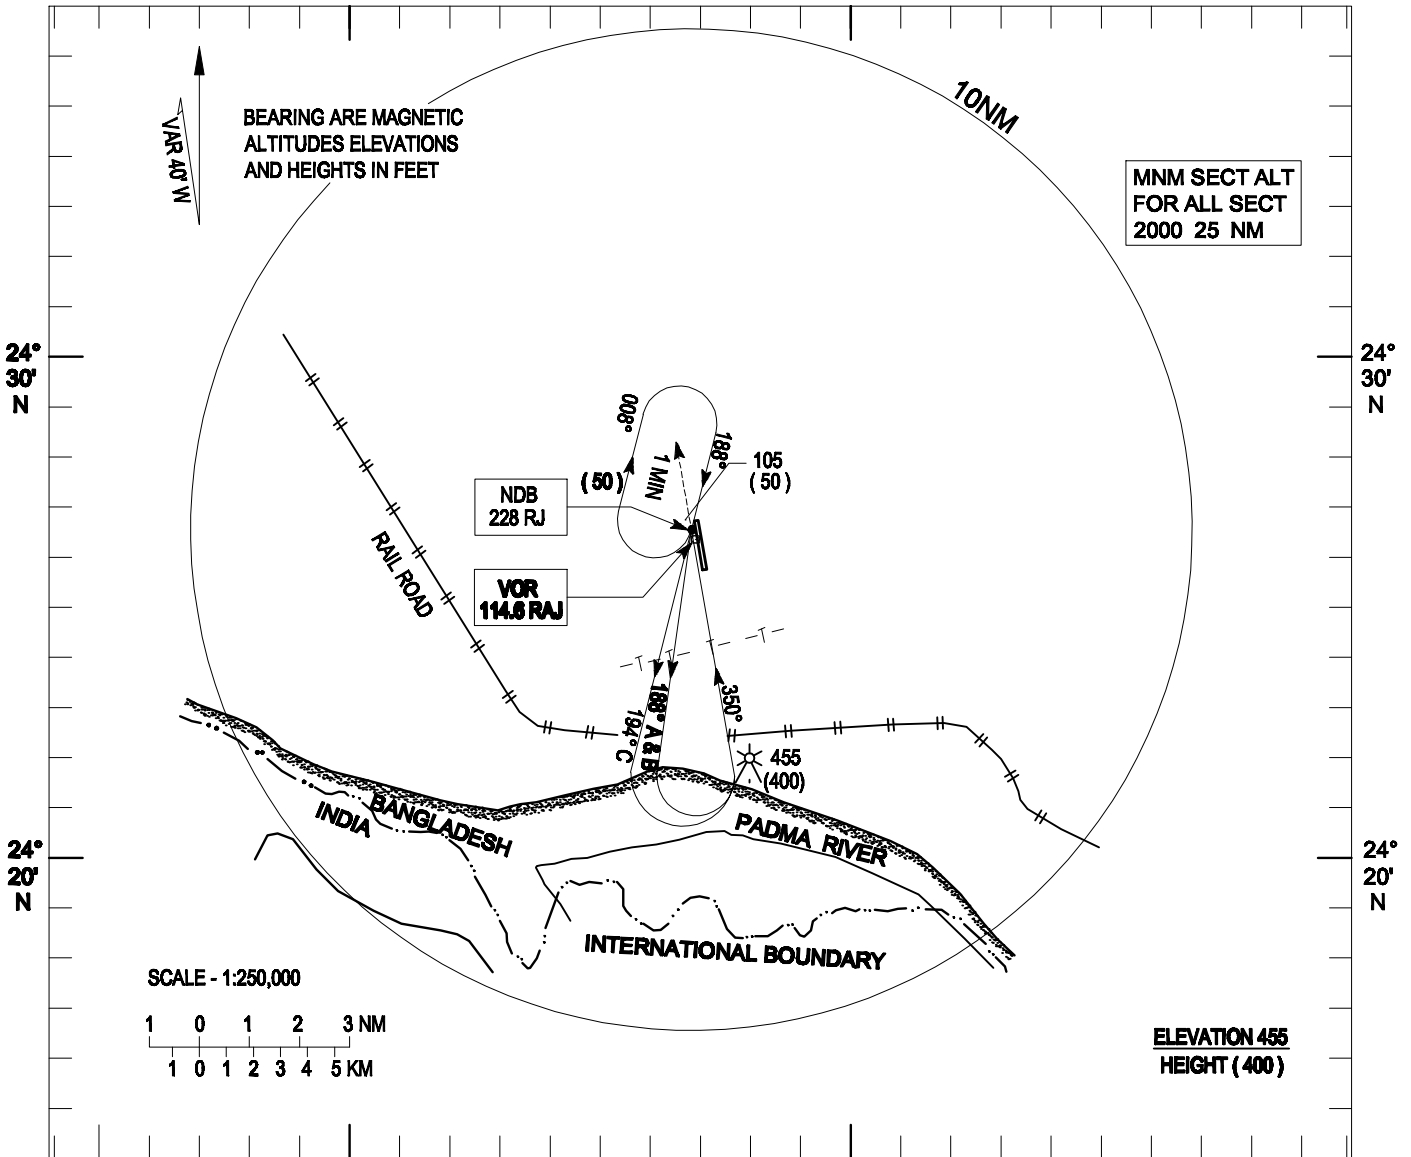 10NM
BEARING ARE MAGNETIC
ALTITUDES ELEVATIONS
AND HEIGHTS IN FEET
VAR 40' W
MNM SECT ALT
FOR ALL SECT
2000 25 NM
24°
30'
N
24°
30'
N
008°
188°
1 MIN
(50)
105
(50)
NDB
228 RJ
VOR
114.6 RAJ
RAIL ROAD
188° A & B
194° C
350°
455
(400)
BANGLADESH
INDIA
PADMA RIVER
24°
20'
N
24°
20'
N
INTERNATIONAL BOUNDARY
SCALE - 1:250,000
1 0 1 2 3 NM
1 0 1 2 3 4 5 KM
ELEVATION 455
HEIGHT (400)